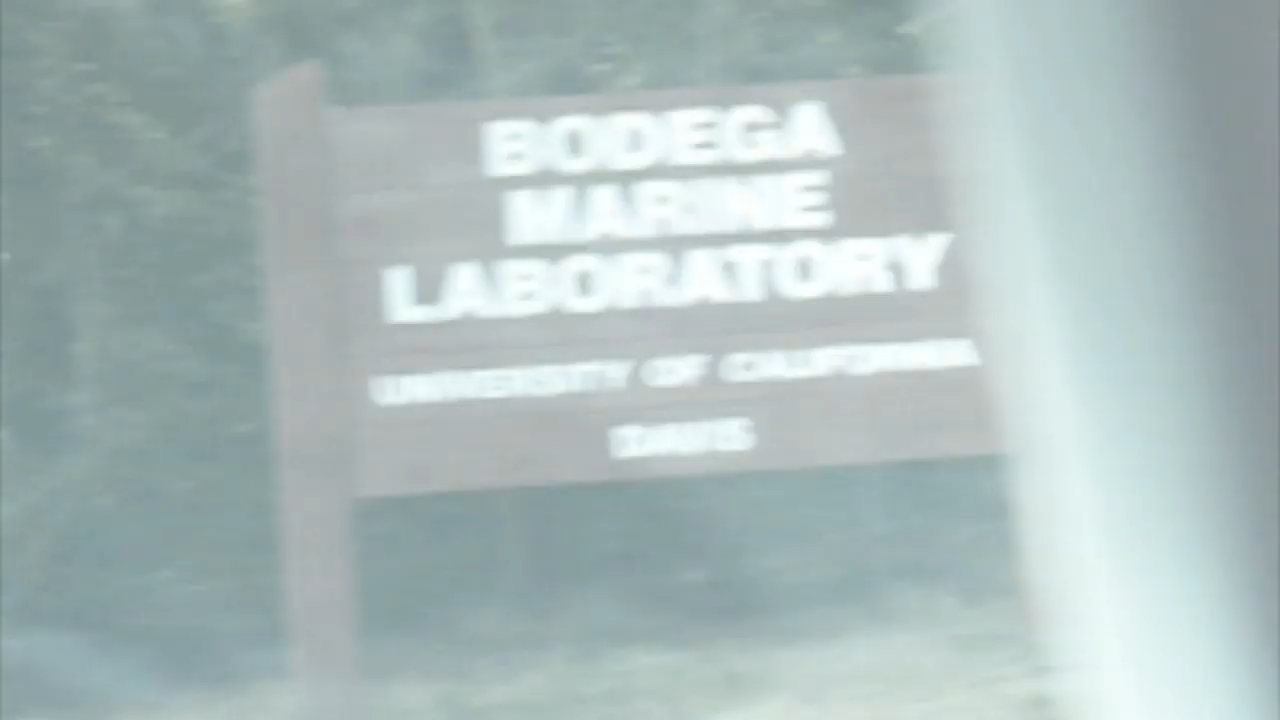 BODEGA
MARINE
LABORATORY
UNIVERSITY OF CALIFORNIA
DAVIS